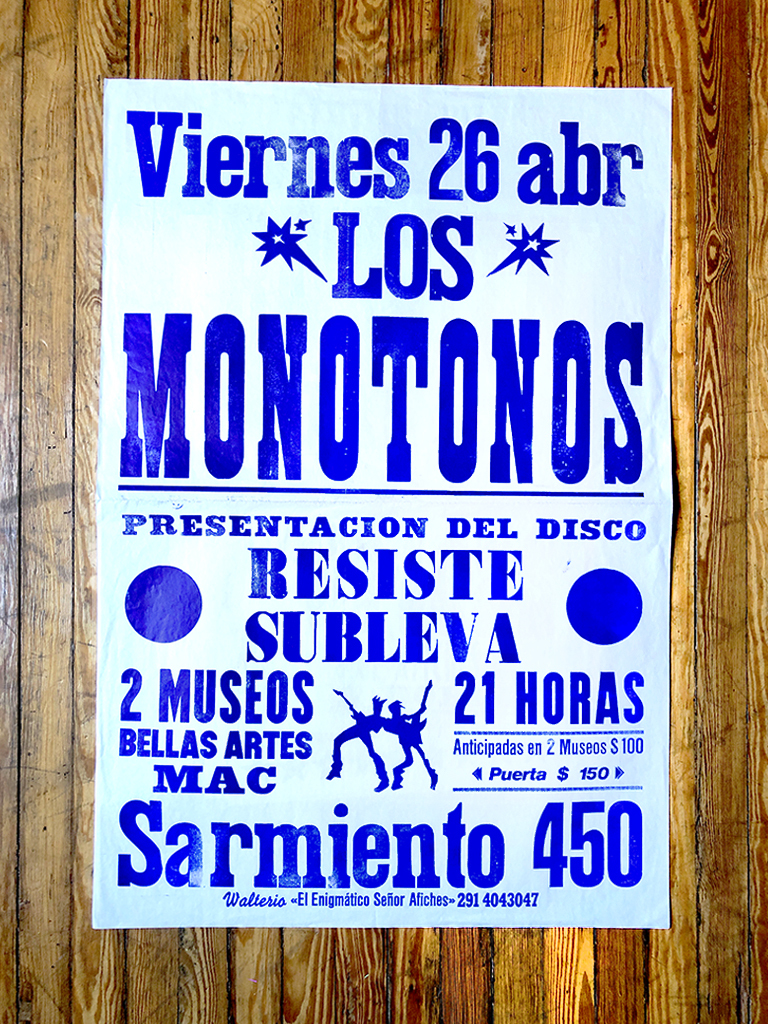 Viernes 26 abr
LOS
MONOTONOS
PRESENTACION DEL DISCO
RESISTE
SUBLEVA
2 MUSEOS
BELLAS ARTES
MAC
21 HORAS
Anticipadas en 2 Museos $100
Puerta $ 150
Sarmiento 450
Walterio «El Enigmático Señor Afiches» 291 4043047